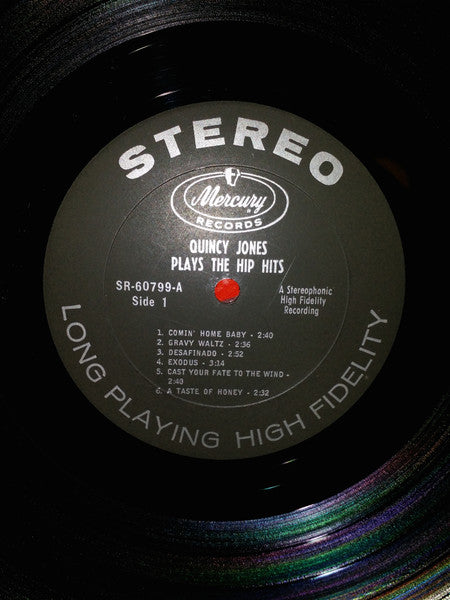 STEREO
Mercury
RECORDS
QUINCY JONES
PLAYS THE HIP HITS
SR-60799-A
Side 1
A Stereophonic
High Fidelity
Recording
1. COMIN' HOME BABY - 2:40
2. GRAVY WALTZ - 2:36
3. DESAFINADO - 2:52
4. EXODUS - 3:14
5. CAST YOUR FATE TO THE WIND -
2:40
6. A TASTE OF HONEY - 2:32
LONG PLAYING HIGH FIDELITY